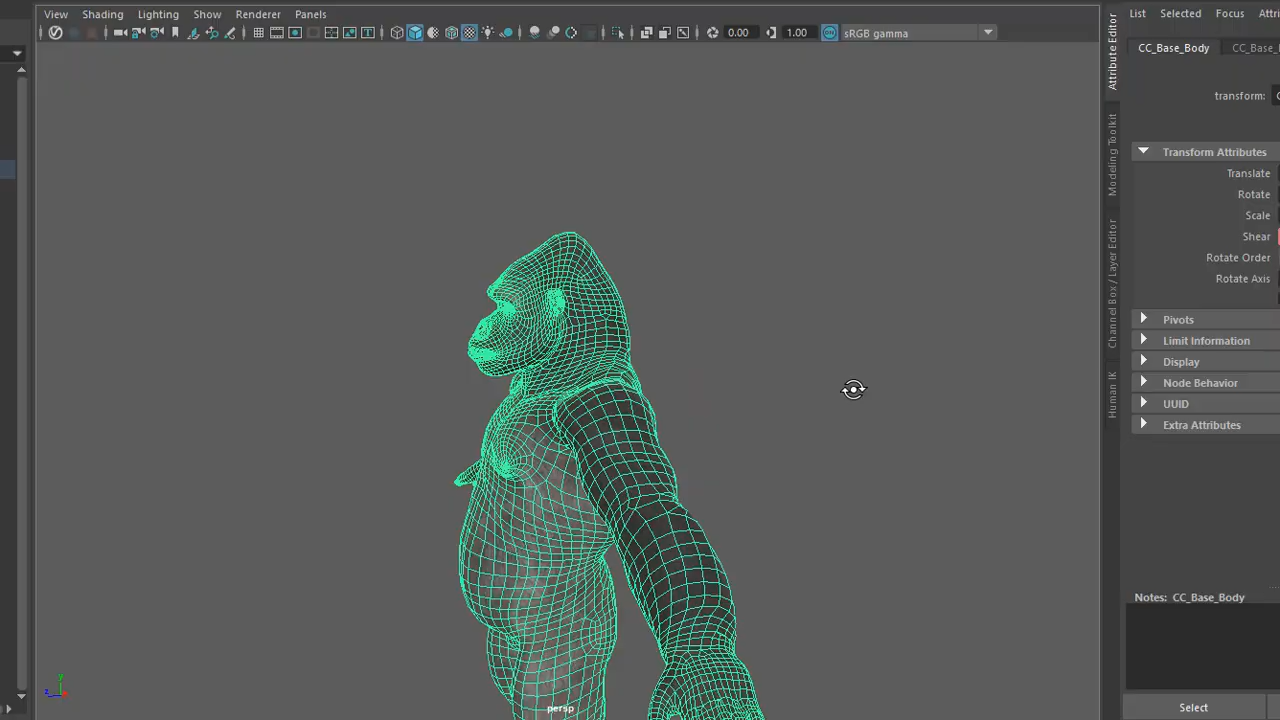 View Shading Lighting Show Renderer Panels
0.00 1.00 sRGB gamma
List Selected Focus Attri
CC_Base_Body CC_Base_
transform:
Transform Attributes
Translate
Rotate
Scale
Shear
Rotate Order
Rotate Axis
Pivots
Limit Information
Display
Node Behavior
UUID
Extra Attributes
Notes: CC_Base_Body
Select
Attribute Editor
Modeling Toolkit
Channel Box / Layer Editor
Human IK
persp
y
z